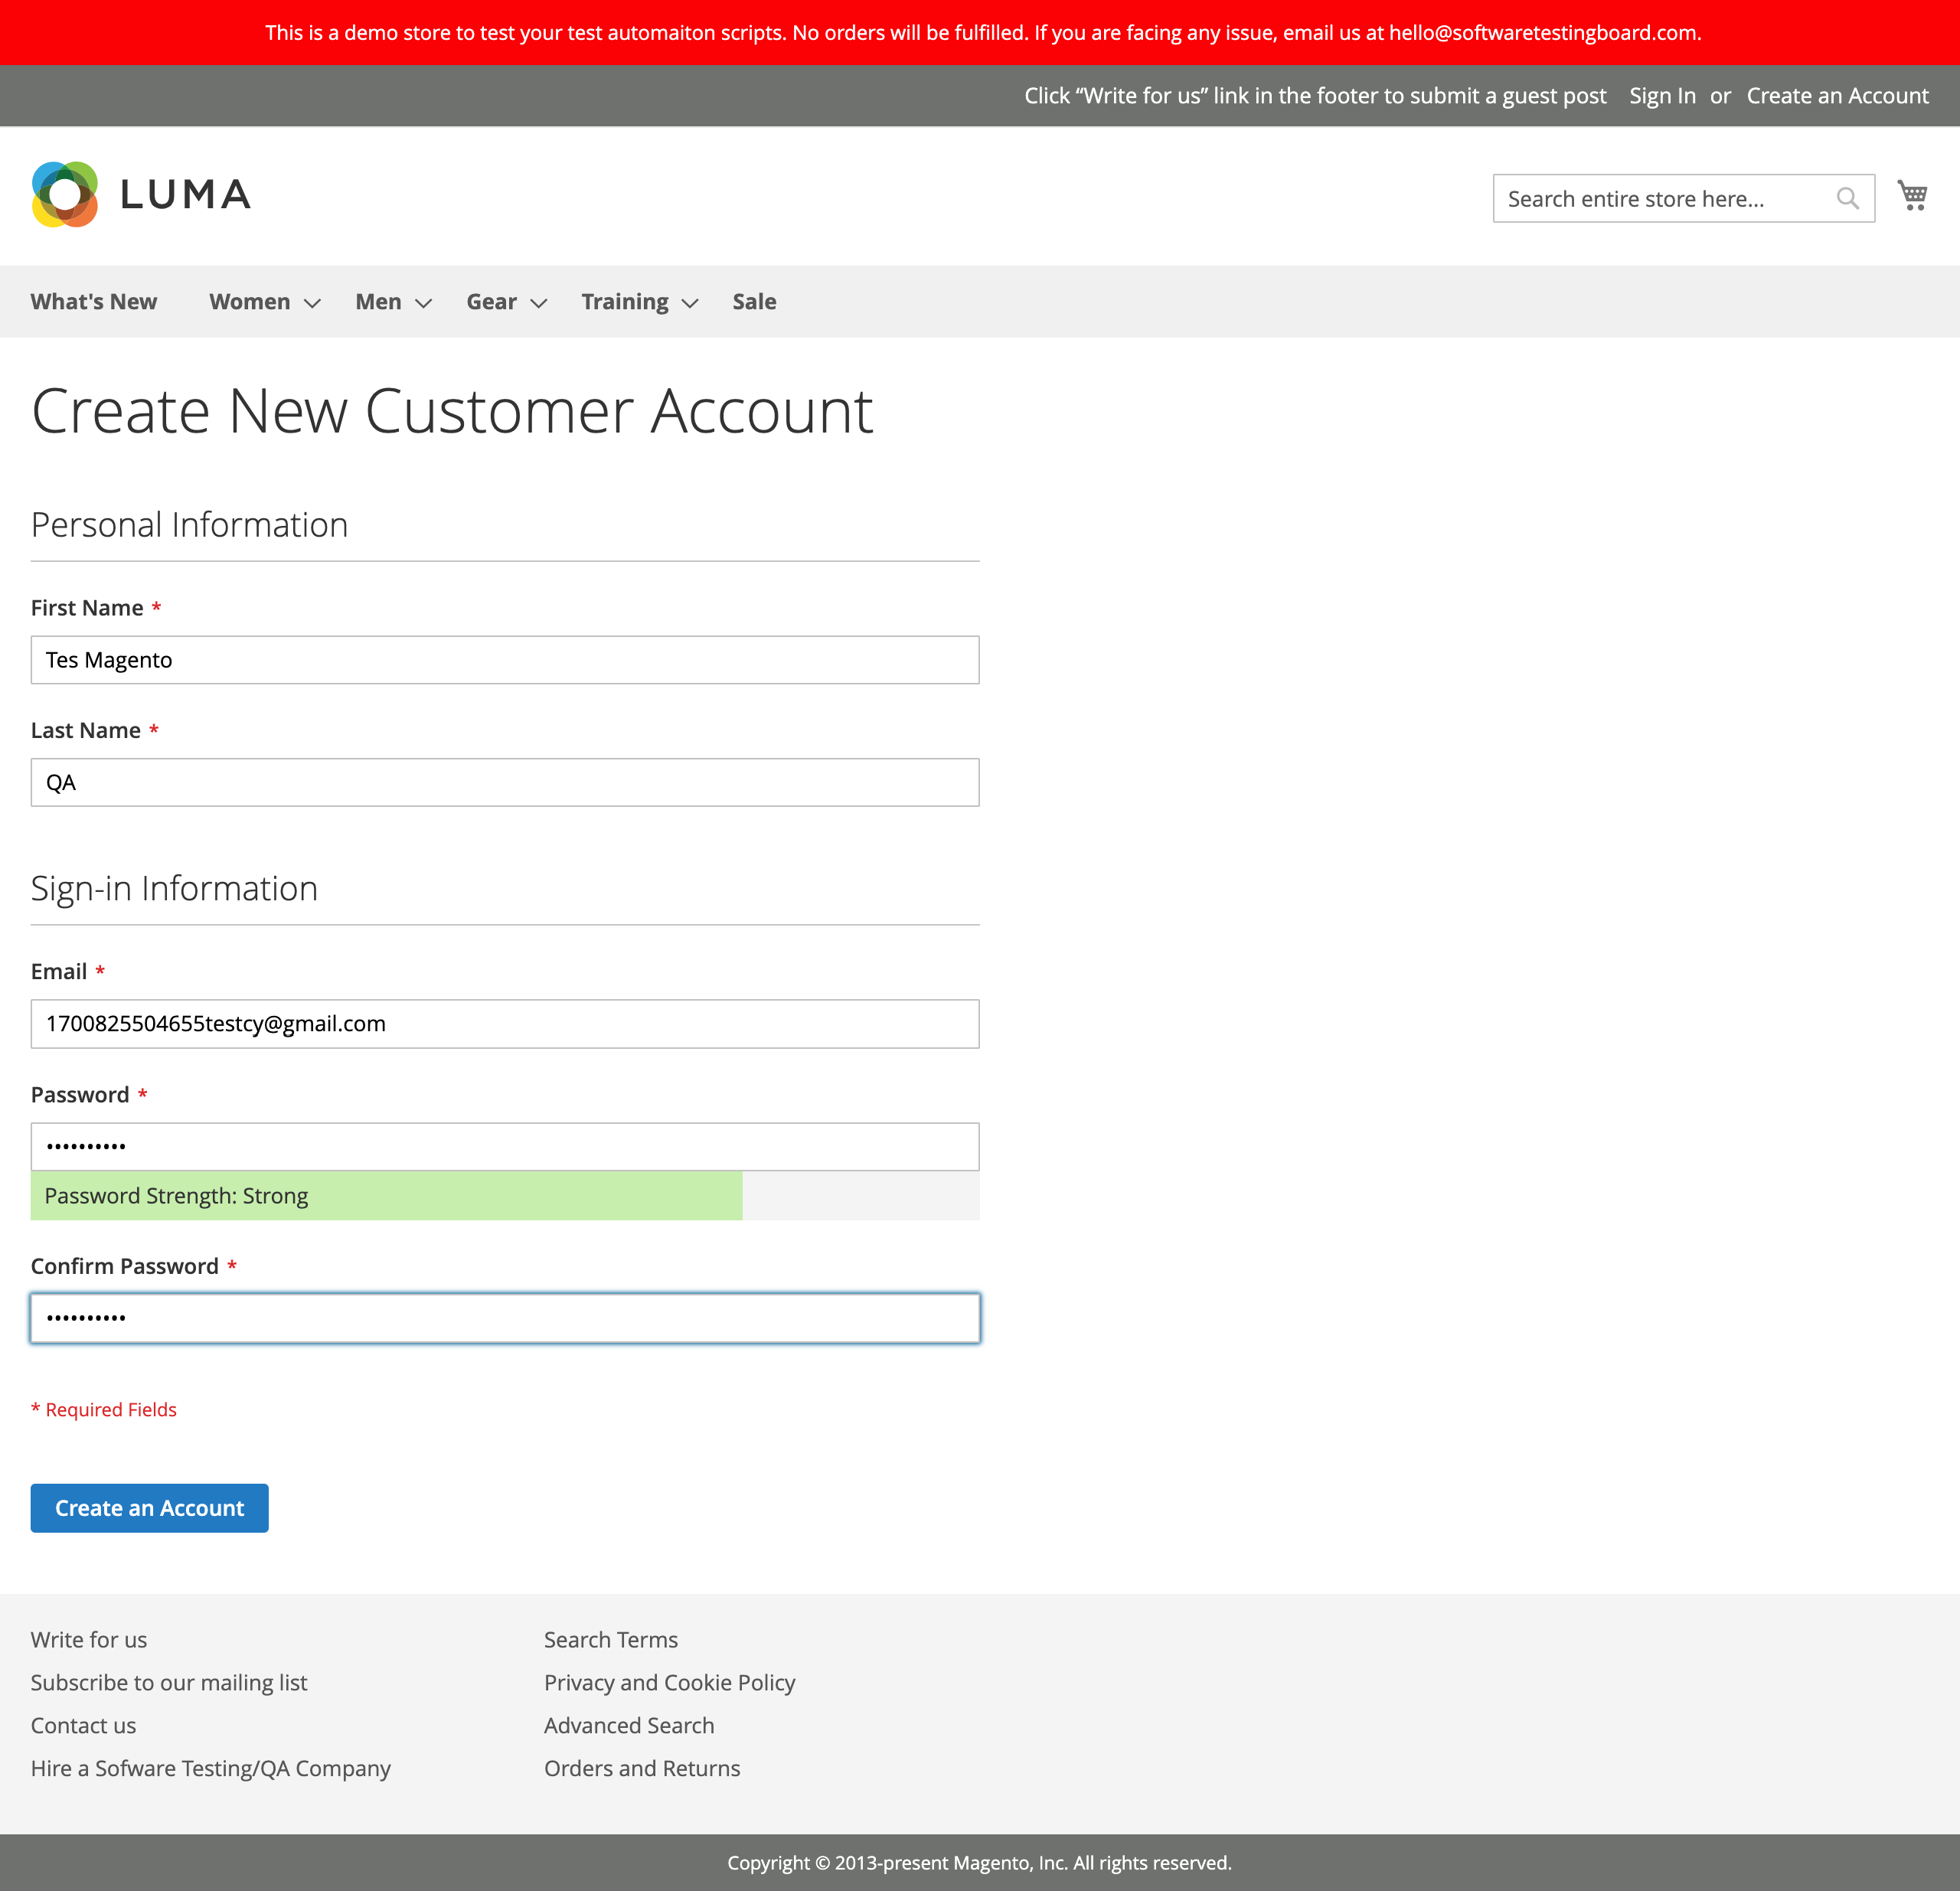 This is a demo store to test your test automaiton scripts. No orders will be fulfilled. If you are facing any issue, email us at hello@softwaretestingboard.com.
Click “Write for us” link in the footer to submit a guest post Sign In or Create an Account
LUMA
Search entire store here...
What's New Women Men Gear Training Sale
Create New Customer Account
Personal Information
First Name *
Tes Magento
Last Name *
QA
Sign-in Information
Email *
1700825504655testcy@gmail.com
Password *
••••••••••
Password Strength: Strong
Confirm Password *
••••••••••
* Required Fields
Create an Account
Write for us
Subscribe to our mailing list
Contact us
Hire a Sofware Testing/QA Company
Search Terms
Privacy and Cookie Policy
Advanced Search
Orders and Returns
Copyright © 2013-present Magento, Inc. All rights reserved.